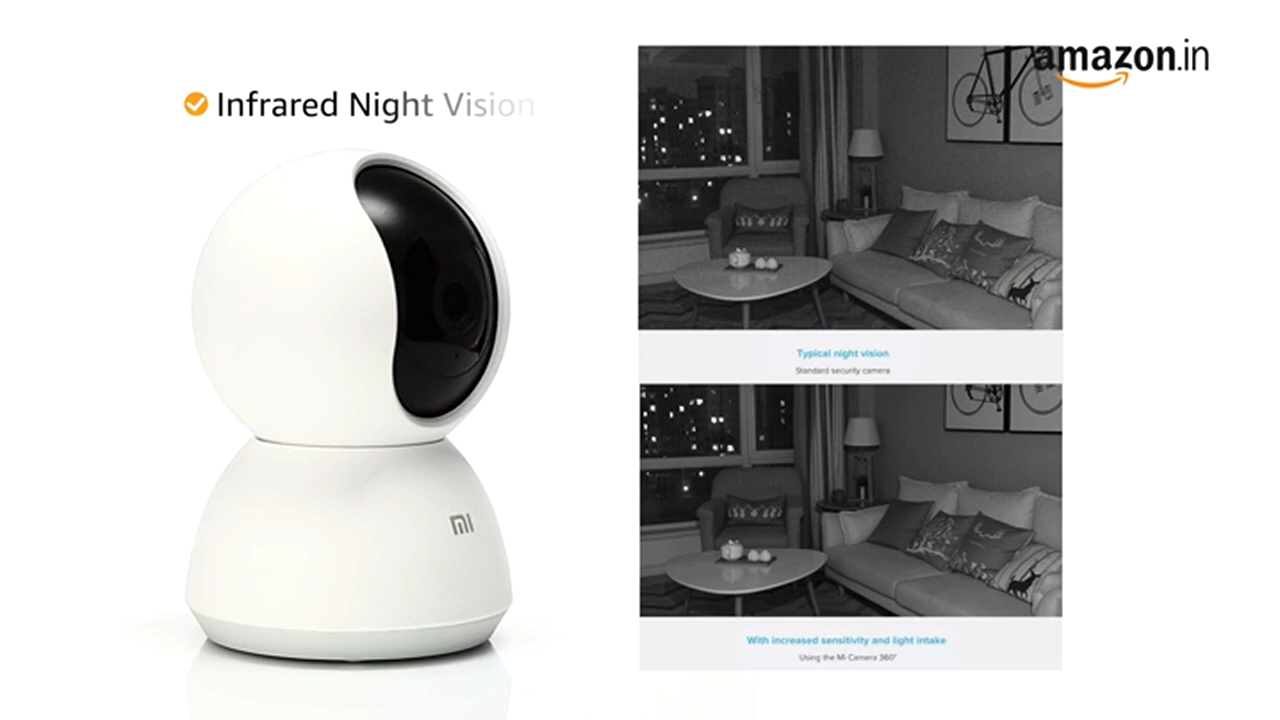 Infrared Night Vision
amazon.in
Typical night vision
Standard security camera
With increased sensitivity and light intake
Using the Mi Camera 360°
MI